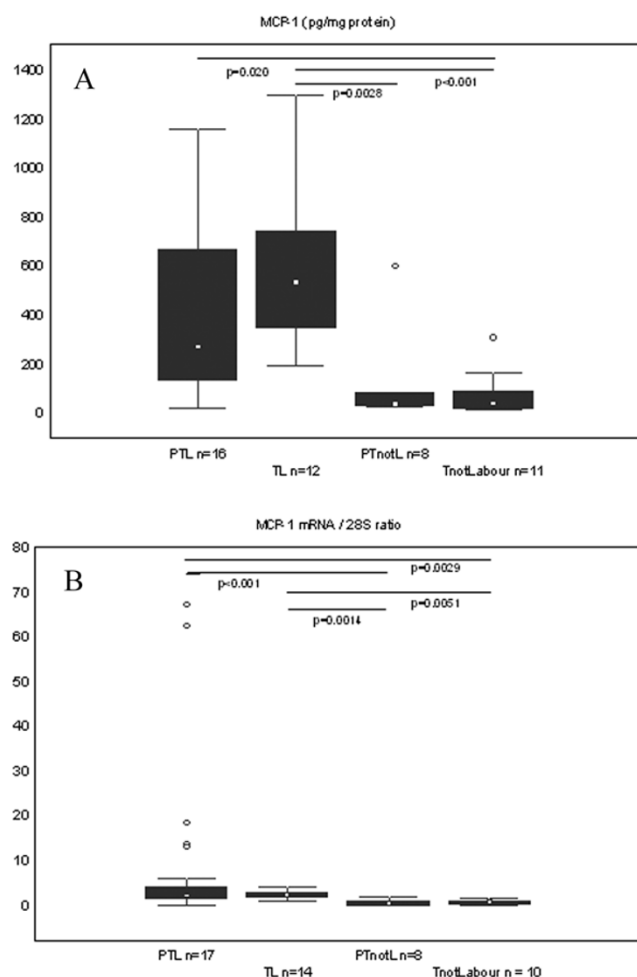 MCP-1 (pg/mg protein)
A
1400
1200
1000
800
600
400
200
0
p=0.020
p=0.0028
p<0.001
PTL n=16
TL n=12
PTnotL n=8
TnotLabour n=11
MCP-1 mRNA / 28S ratio
B
80
70
60
50
40
30
20
10
0
p=0.0029
p<0.001
p=0.0051
p=0.0014
PTL n=17
TL n=14
PTnotL n=8
TnotLabour n = 10